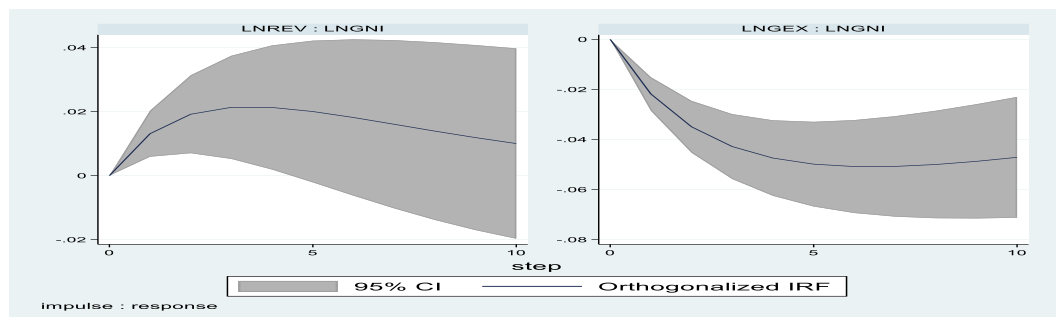 LNREV : LNGNI
.04
.02
0
-.02
0 5 10
LNGEX : LNGNI
0
-.02
-.04
-.06
-.08
0 5 10
step
95% CI Orthogonalized IRF
impulse : response